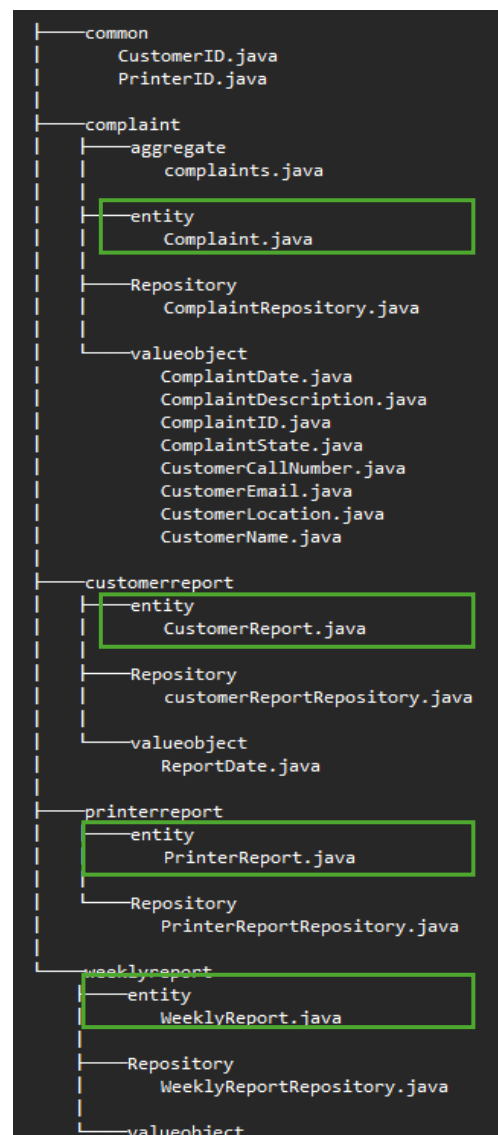 common
CustomerID.java
PrinterID.java
complaint
aggregate
complaints.java
entity
Complaint.java
Repository
ComplaintRepository.java
valueobject
ComplaintDate.java
ComplaintDescription.java
ComplaintID.java
ComplaintState.java
CustomerCallNumber.java
CustomerEmail.java
CustomerLocation.java
CustomerName.java
customerreport
entity
CustomerReport.java
Repository
customerReportRepository.java
valueobject
ReportDate.java
printerreport
entity
PrinterReport.java
Repository
PrinterReportRepository.java
weeklyreport
entity
WeeklyReport.java
Repository
WeeklyReportRepository.java
valueobject